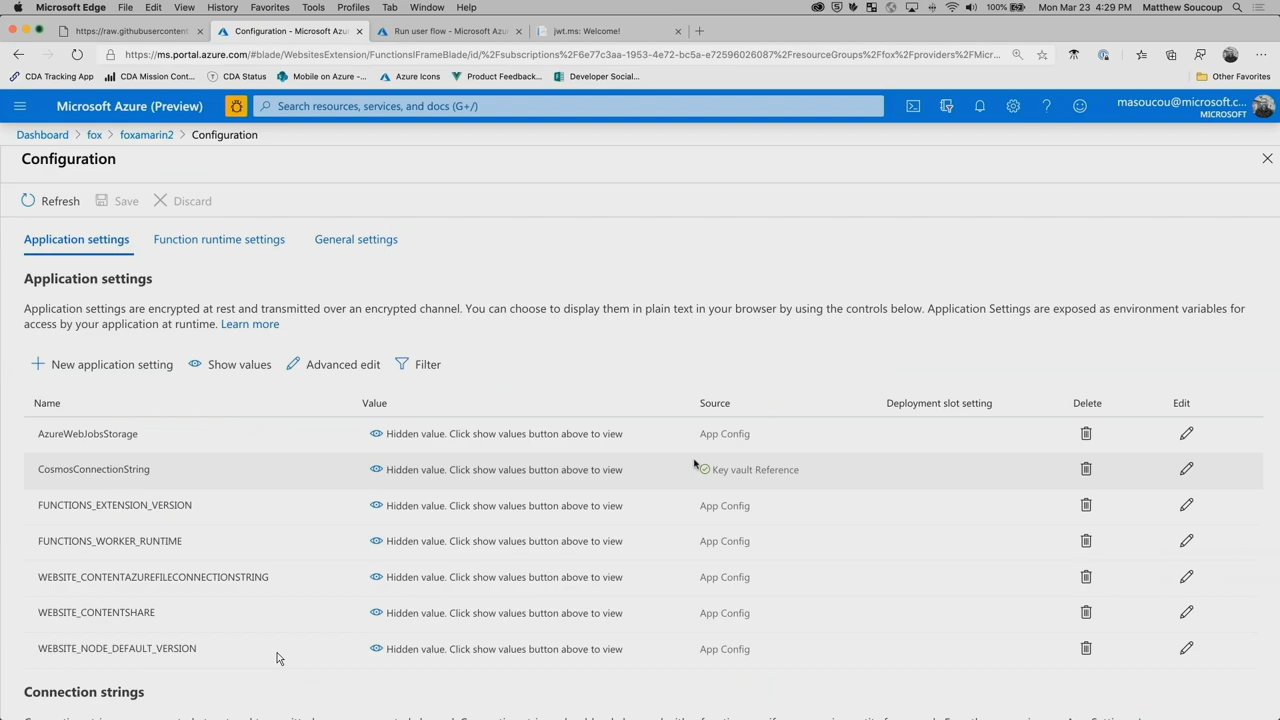 Microsoft Edge File Edit View History Favorites Tools Profiles Tab Window Help 100% Mon Mar 23 4:29 PM Matthew Soucoup
https://raw.githubusercontent Configuration - Microsoft Azure Run user flow - Microsoft Azure jwt.ms: Welcome!
https://ms.portal.azure.com/#blade/WebsitesExtension/FunctionsIFrameBlade/id/%2Fsubscriptions%2F6e77c3aa-1953-4e72-bc5a-e72596026087%2FresourceGroups%2Ffox%2Fproviders%2FMicr...
CDA Tracking App CDA Mission Cont... CDA Status Mobile on Azure -... Azure Icons Product Feedback... Developer Social... Other Favorites
Microsoft Azure (Preview) Search resources, services, and docs (G+/) masoucou@microsoft.c...
MICROSOFT
Dashboard > fox > foxamarin2 > Configuration
Configuration
Refresh Save Discard
Application settings Function runtime settings General settings
Application settings
Application settings are encrypted at rest and transmitted over an encrypted channel. You can choose to display them in plain text in your browser by using the controls below. Application Settings are exposed as environment variables for
access by your application at runtime. Learn more
New application setting Show values Advanced edit Filter
Name Value Source Deployment slot setting Delete Edit
AzureWebJobsStorage Hidden value. Click show values button above to view App Config
CosmosConnectionString Hidden value. Click show values button above to view Key vault Reference
FUNCTIONS_EXTENSION_VERSION Hidden value. Click show values button above to view App Config
FUNCTIONS_WORKER_RUNTIME Hidden value. Click show values button above to view App Config
WEBSITE_CONTENTAZUREFILECONNECTIONSTRING Hidden value. Click show values button above to view App Config
WEBSITE_CONTENTSHARE Hidden value. Click show values button above to view App Config
WEBSITE_NODE_DEFAULT_VERSION Hidden value. Click show values button above to view App Config
Connection strings